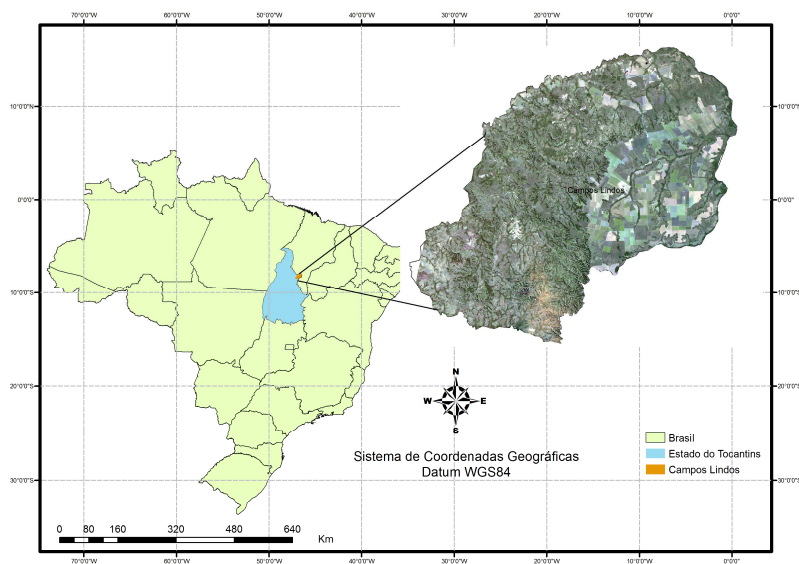 70°0'0"W 60°0'0"W 50°0'0"W 40°0'0"W 30°0'0"W 20°0'0"W 10°0'0"W 0°0'0"
10°0'0"N 10°0'0"N
Campos Lindos
0°0'0" 0°0'0"
10°0'0"S 10°0'0"S
N
W E
S
20°0'0"S 20°0'0"S
Brasil
Sistema de Coordenadas Geográficas
Estado do Tocantins
Datum WGS84
Campos Lindos
30°0'0"S 30°0'0"S
0 80 160 320 480 640
Km
70°0'0"W 60°0'0"W 50°0'0"W 40°0'0"W 30°0'0"W 20°0'0"W 10°0'0"W 0°0'0"